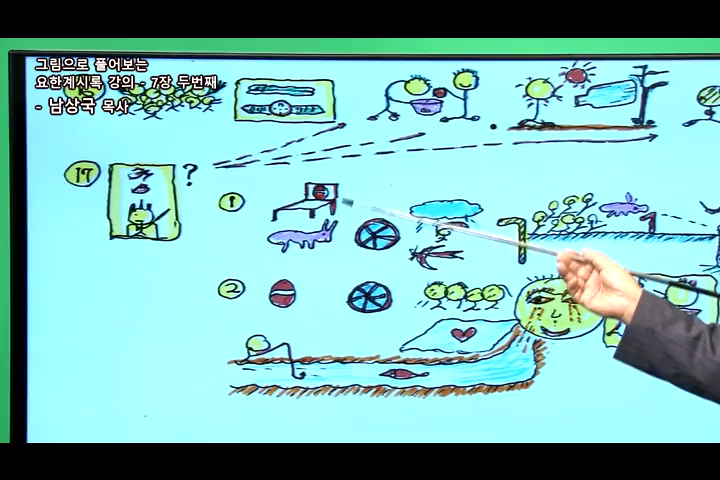 그림으로 풀어보는
요한계시록 강의 - 7장 두번째
- 남상국 목사
17
?
①
②